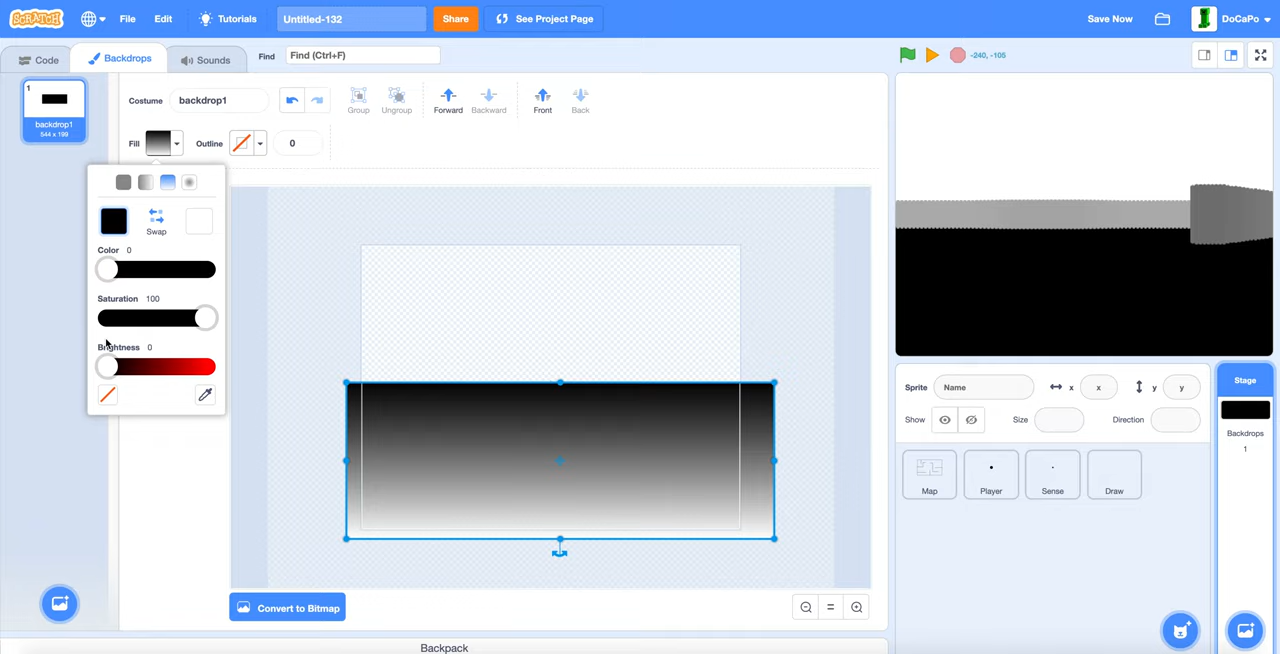 SCRATCH
File
Edit
Tutorials
Untitled-132
Share
See Project Page
Save Now
DoCaPo
Code
Backdrops
Sounds
Find
Find (Ctrl+F)
-240, -105
1
backdrop1
544 x 199
Costume
backdrop1
Group
Ungroup
Forward
Backward
Front
Back
Fill
Outline
0
Swap
Color 0
Saturation 100
Brightness 0
Convert to Bitmap
Backpack
Sprite
Name
x
x
y
y
Show
Size
Direction
Map
Player
Sense
Draw
Stage
Backdrops
1